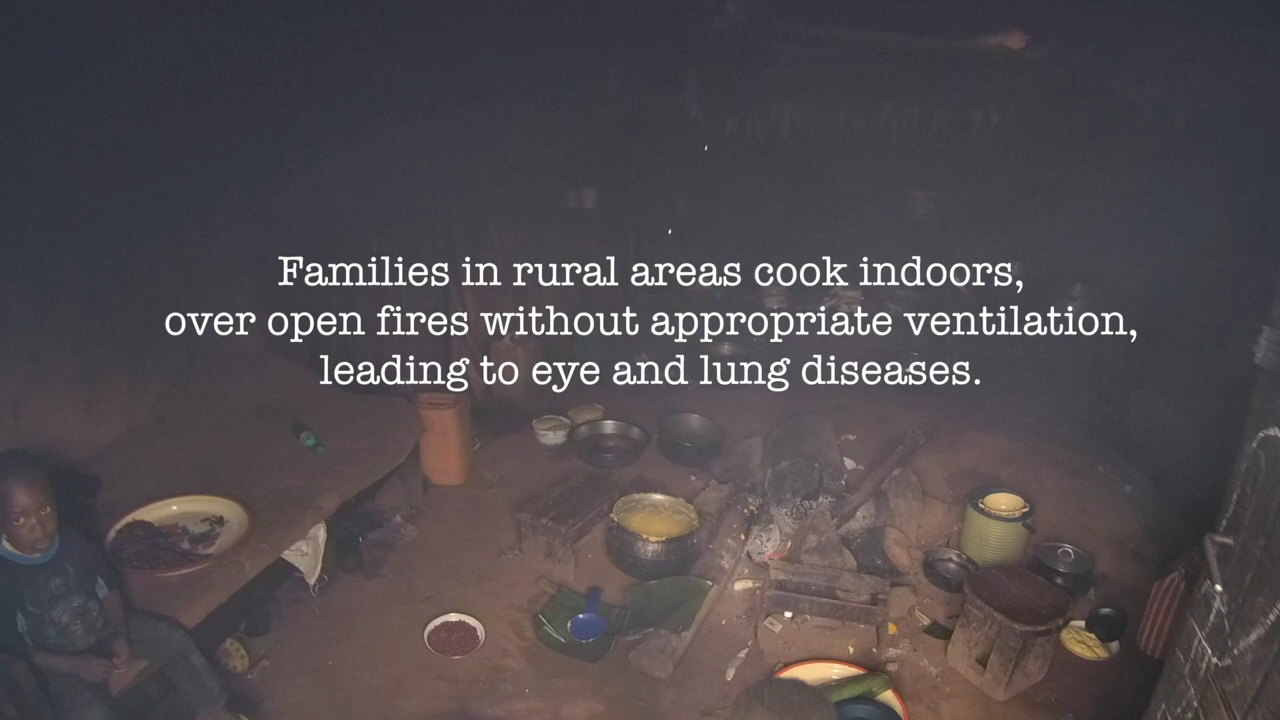 Families in rural areas cook indoors,
over open fires without appropriate ventilation,
leading to eye and lung diseases.